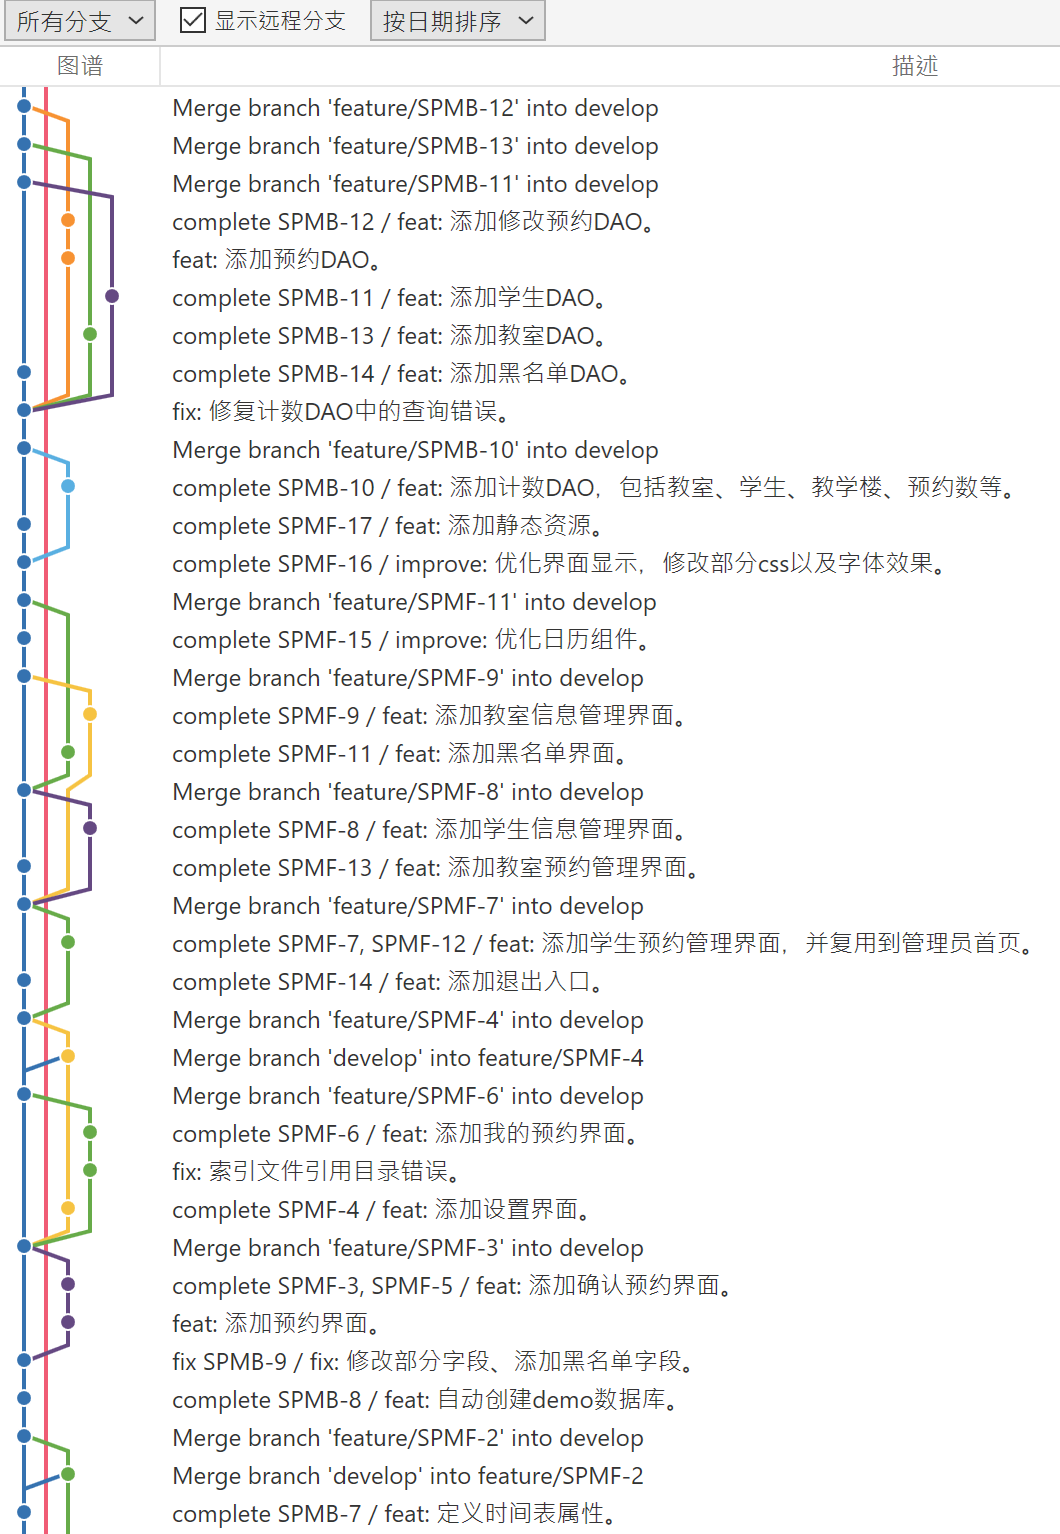 所有分支 显示远程分支 按日期排序
图谱 描述
Merge branch 'feature/SPMB-12' into develop
Merge branch 'feature/SPMB-13' into develop
Merge branch 'feature/SPMB-11' into develop
complete SPMB-12 / feat: 添加修改预约DAO。
feat: 添加预约DAO。
complete SPMB-11 / feat: 添加学生DAO。
complete SPMB-13 / feat: 添加教室DAO。
complete SPMB-14 / feat: 添加黑名单DAO。
fix: 修复计数DAO中的查询错误。
Merge branch 'feature/SPMB-10' into develop
complete SPMB-10 / feat: 添加计数DAO，包括教室、学生、教学楼、预约数等。
complete SPMF-17 / feat: 添加静态资源。
complete SPMF-16 / improve: 优化界面显示，修改部分css以及字体效果。
Merge branch 'feature/SPMF-11' into develop
complete SPMF-15 / improve: 优化日历组件。
Merge branch 'feature/SPMF-9' into develop
complete SPMF-9 / feat: 添加教室信息管理界面。
complete SPMF-11 / feat: 添加黑名单界面。
Merge branch 'feature/SPMF-8' into develop
complete SPMF-8 / feat: 添加学生信息管理界面。
complete SPMF-13 / feat: 添加教室预约管理界面。
Merge branch 'feature/SPMF-7' into develop
complete SPMF-7, SPMF-12 / feat: 添加学生预约管理界面，并复用到管理员首页。
complete SPMF-14 / feat: 添加退出入口。
Merge branch 'feature/SPMF-4' into develop
Merge branch 'develop' into feature/SPMF-4
Merge branch 'feature/SPMF-6' into develop
complete SPMF-6 / feat: 添加我的预约界面。
fix: 索引文件引用目录错误。
complete SPMF-4 / feat: 添加设置界面。
Merge branch 'feature/SPMF-3' into develop
complete SPMF-3, SPMF-5 / feat: 添加确认预约界面。
feat: 添加预约界面。
fix SPMB-9 / fix: 修改部分字段、添加黑名单字段。
complete SPMB-8 / feat: 自动创建demo数据库。
Merge branch 'feature/SPMF-2' into develop
Merge branch 'develop' into feature/SPMF-2
complete SPMB-7 / feat: 定义时间表属性。